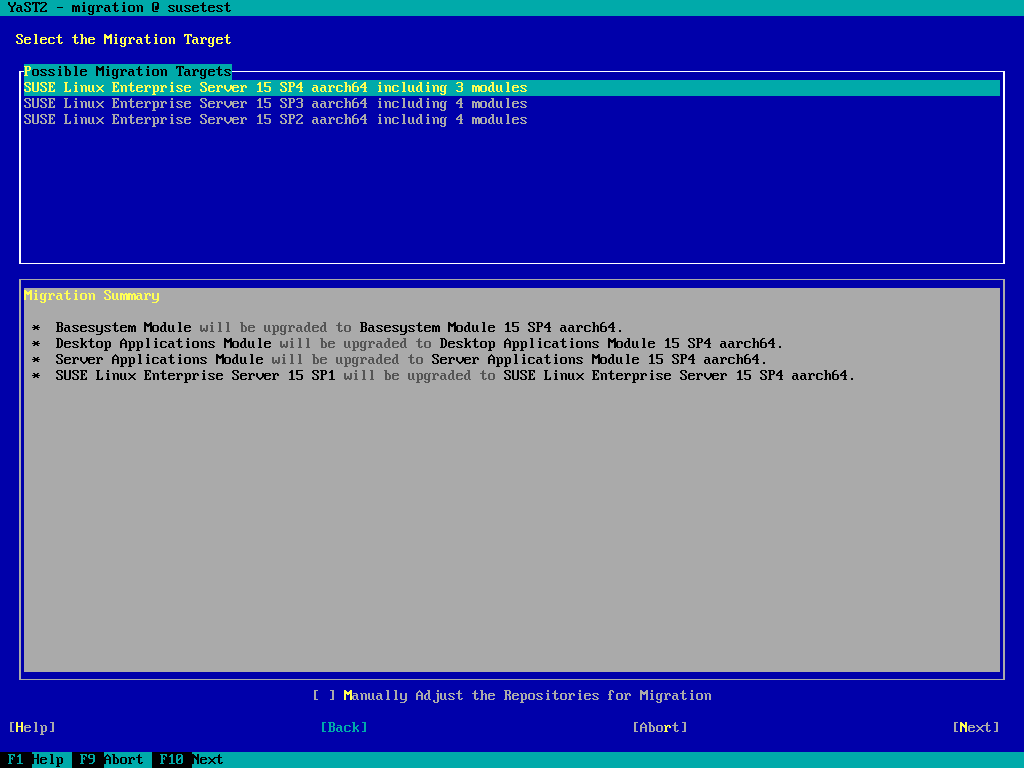 YaST2 - migration @ susetest
Select the Migration Target
Possible Migration Targets
SUSE Linux Enterprise Server 15 SP4 aarch64 including 3 modules
SUSE Linux Enterprise Server 15 SP3 aarch64 including 4 modules
SUSE Linux Enterprise Server 15 SP2 aarch64 including 4 modules
Migration Summary
* Basesystem Module will be upgraded to Basesystem Module 15 SP4 aarch64.
* Desktop Applications Module will be upgraded to Desktop Applications Module 15 SP4 aarch64.
* Server Applications Module will be upgraded to Server Applications Module 15 SP4 aarch64.
* SUSE Linux Enterprise Server 15 SP1 will be upgraded to SUSE Linux Enterprise Server 15 SP4 aarch64.
[ ] Manually Adjust the Repositories for Migration
[Help] [Back] [Abort] [Next]
F1 Help F9 Abort F10 Next